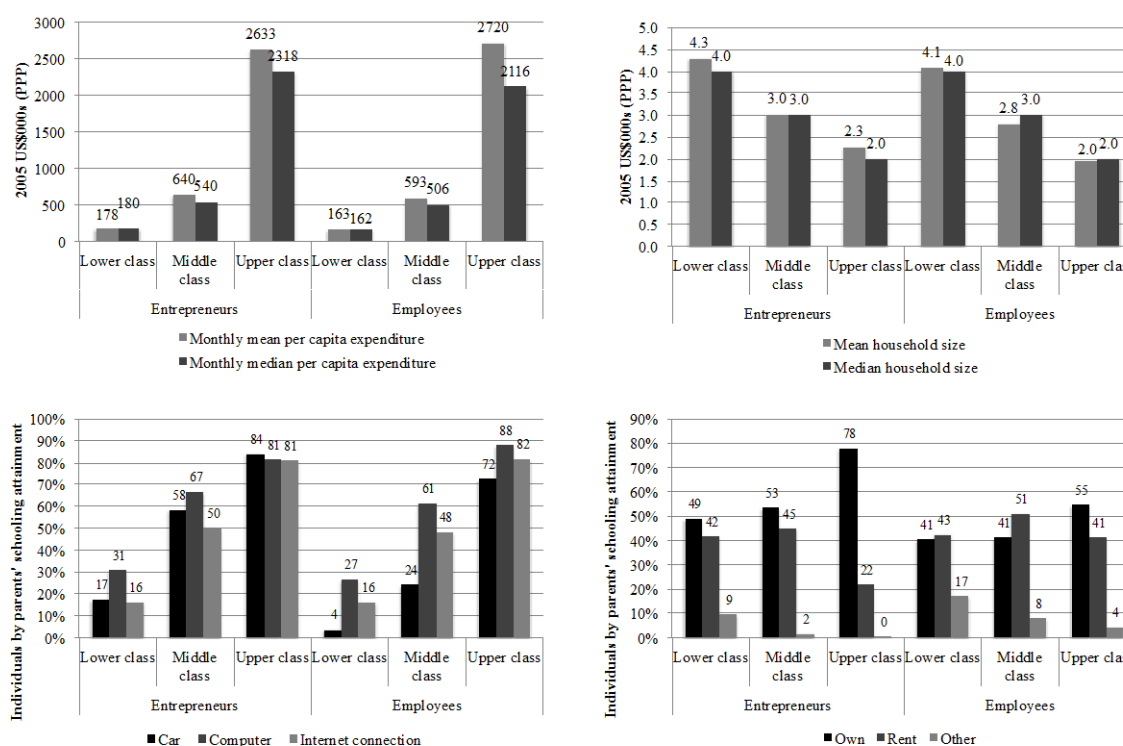 2005 US$000s (PPP)
3000
2500
2000
1500
1000
500
0
178
180
640
540
2633
2318
163
162
593
506
2720
2116
Lower class
Middle
class
Upper class
Lower class
Middle
class
Upper class
Entrepreneurs
Employees
Monthly mean per capita expenditure
Monthly median per capita expenditure
2005 US$000s (PPP)
5.0
4.5
4.0
3.5
3.0
2.5
2.0
1.5
1.0
0.5
0.0
4.3
4.0
3.0
3.0
2.3
2.0
4.1
4.0
2.8
3.0
2.0
2.0
Lower class
Middle
class
Upper class
Lower class
Middle
class
Upper clas
Entrepreneurs
Employees
Mean household size
Median household size
Individuals by parents' schooling attainment
100%
90%
80%
70%
60%
50%
40%
30%
20%
10%
0%
17
31
16
58
67
50
84
81
81
4
27
16
24
61
48
72
88
82
Lower class
Middle
class
Upper class
Lower class
Middle
class
Upper class
Entrepreneurs
Employees
Car
Computer
Internet connection
Individuals by parents' schooling attainment
90%
80%
70%
60%
50%
40%
30%
20%
10%
0%
49
42
9
53
45
2
78
22
0
41
43
17
41
51
8
55
41
4
Lower class
Middle
class
Upper class
Lower class
Middle
class
Upper clas
Entrepreneurs
Employees
Own
Rent
Other